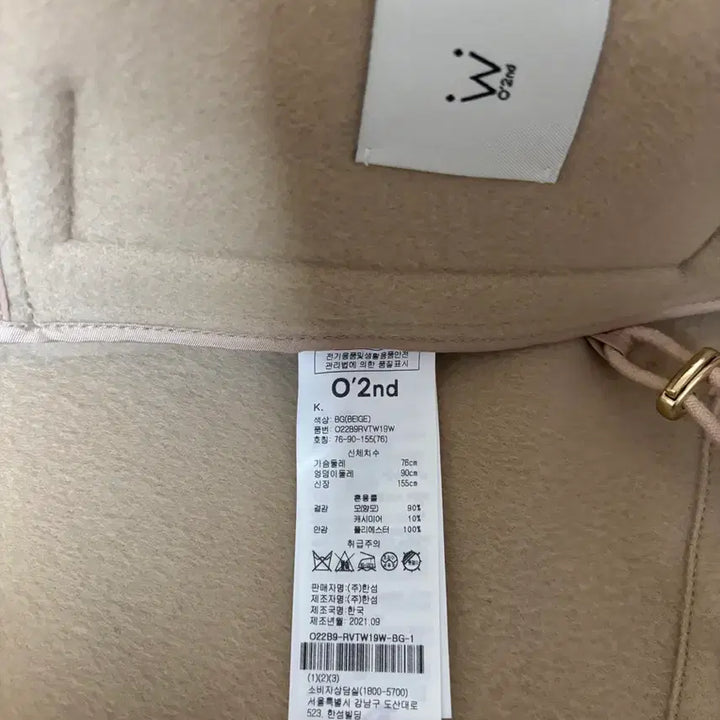 O'2nd
전기용품및생활용품안전
관리법에 의한 품질표시
O'2nd
K.
색상: BG(BEIGE)
품번: O22B9RVTW19W
호칭: 76-90-155(76)
신체치수
가슴둘레 76cm
엉덩이둘레 90cm
신장 155cm
혼용률
겉감 모(양모) 90%
캐시미어 10%
안감 폴리에스터 100%
취급주의
판매자명:(주)한섬
제조자명:(주)한섬
제조국명:한국
제조년월: 2021.09
O22B9-RVTW19W-BG-1
(1)(2)(3)
소비자상담실(1800-5700)
서울특별시 강남구 도산대로
523, 한섬빌딩